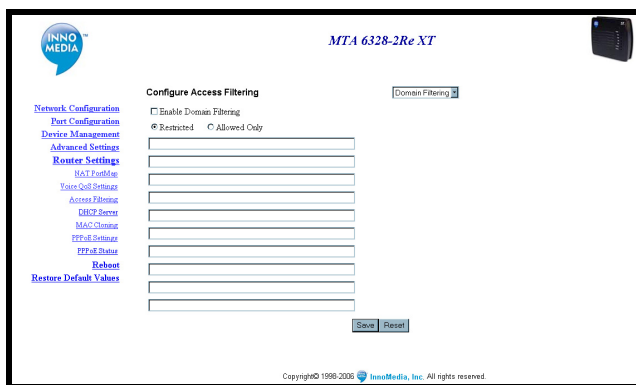 INNO
MEDIA™
MTA 6328-2Re XT
Configure Access Filtering
Domain Filtering
Network Configuration
Port Configuration
Device Management
Advanced Settings
Router Settings
NAT PortMap
Voice QoS Settings
Access Filtering
DHCP Server
MAC Cloning
PPPoE Settings
PPPoE Status
Reboot
Restore Default Values
Enable Domain Filtering
Restricted Allowed Only
Save Reset
Copyright© 1998-2006 InnoMedia, Inc. All rights reserved.